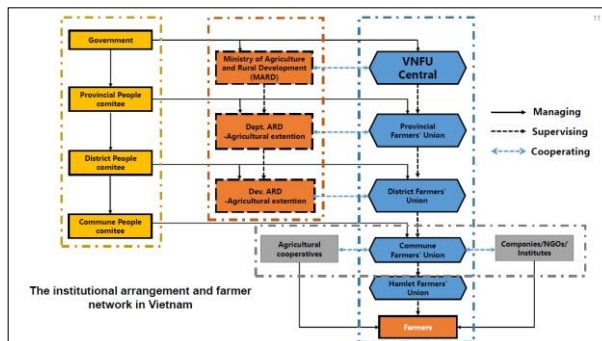 11
Government
Ministry of Agriculture
and Rural Development
(MARD)
VNFU
Central
Provincial People
comitee
Dept. ARD
-Agricultural extention
Provincial
Farmers' Union
Managing
Supervising
Cooperating
District People
comitee
Dev. ARD
-Agricultural extention
District Farmers'
Union
Commune People
comitee
Agricultural
cooperatives
Commune
Farmers' Union
Companies/NGOs/
Institutes
Hamlet Farmers'
Union
The institutional arrangement and farmer
network in Vietnam
Farmers